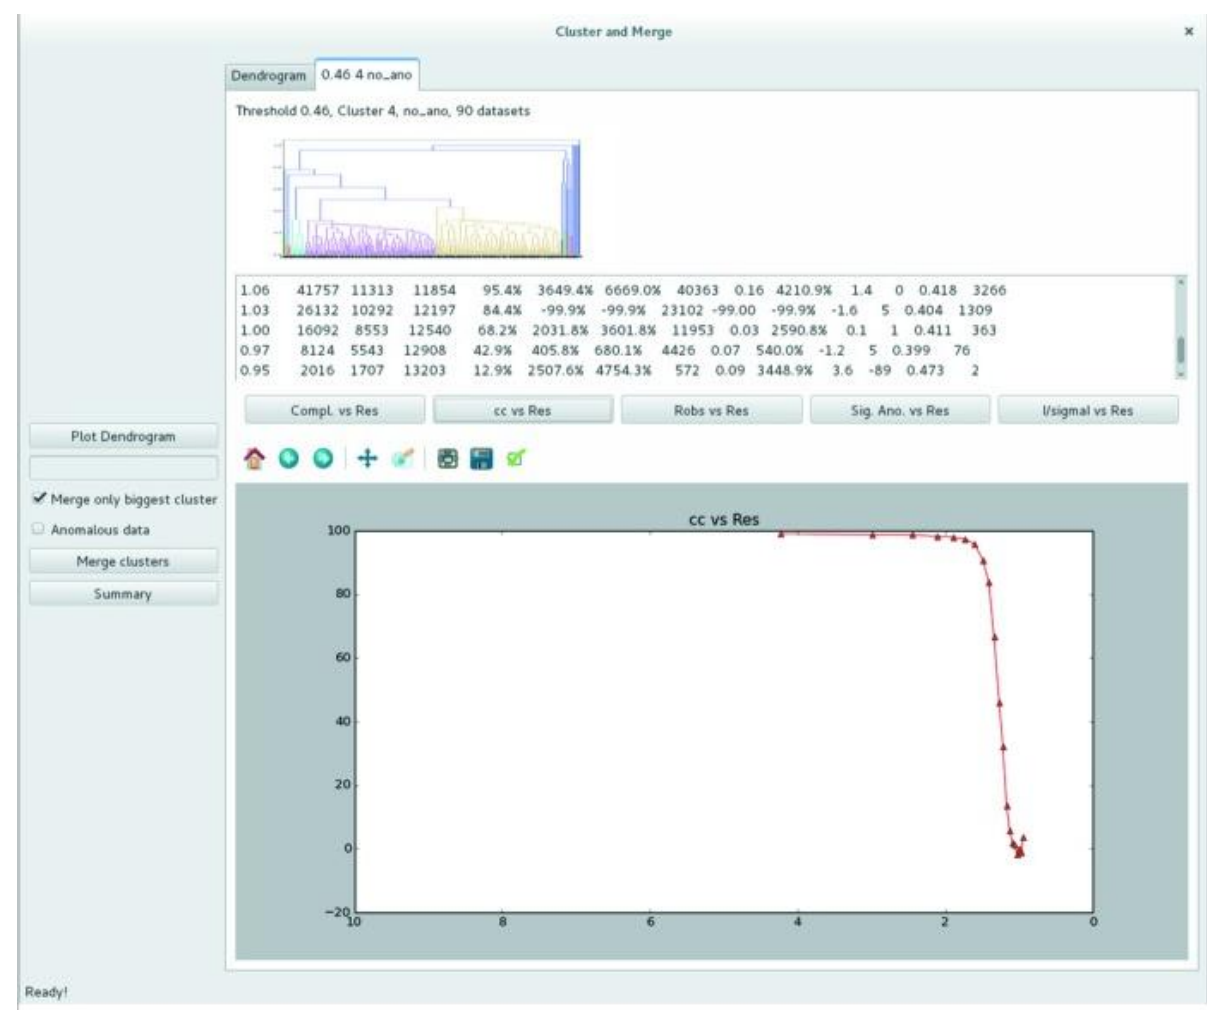 Cluster and Merge
Dendrogram 0.46 4 no_ano
Threshold 0.46, Cluster 4, no_ano, 90 datasets
1.06 41757 11313 11854 95.4% 3649.4% 6669.0% 40363 0.16 4210.9% 1.4 0 0.418 3266
1.03 26132 10292 12197 84.4% -99.9% -99.9% 23102 -99.00 -99.9% -1.6 5 0.404 1309
1.00 16092 8553 12540 68.2% 2031.8% 3601.8% 11953 0.03 2590.8% 0.1 1 0.411 363
0.97 8124 5543 12908 42.9% 405.8% 680.1% 4426 0.07 540.0% -1.2 5 0.399 76
0.95 2016 1707 13203 12.9% 2507.6% 4754.3% 572 0.09 3448.9% 3.6 -89 0.473 2
Compl. vs Res cc vs Res Robs vs Res Sig. Ano. vs Res I/sigmaI vs Res
Plot Dendrogram
Merge only biggest cluster
Anomalous data
Merge clusters
Summary
cc vs Res
100
80
60
40
20
0
−20
10 8 6 4 2 0
Ready!